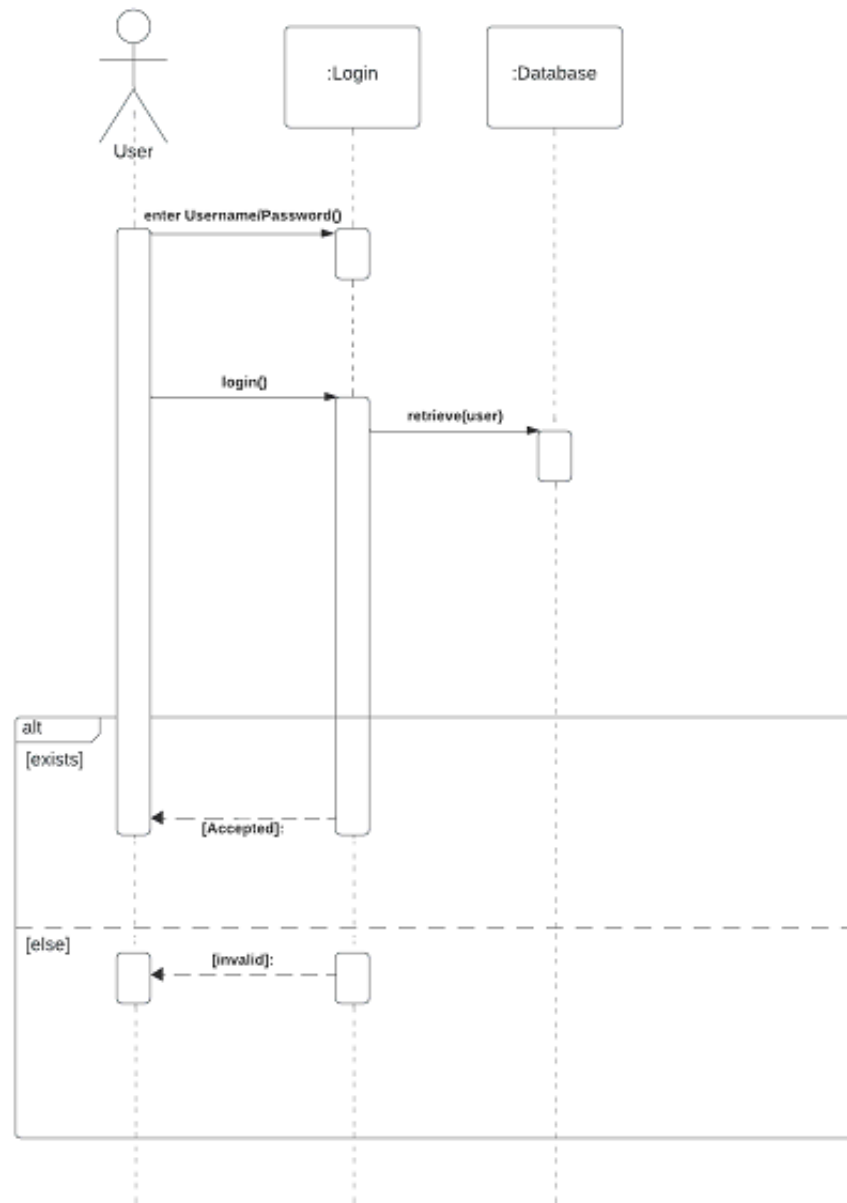 :Login
:Database
User
enter Username/Password()
login()
retrieve(user)
alt
[exists]
[Accepted]:
[else]
[invalid]: